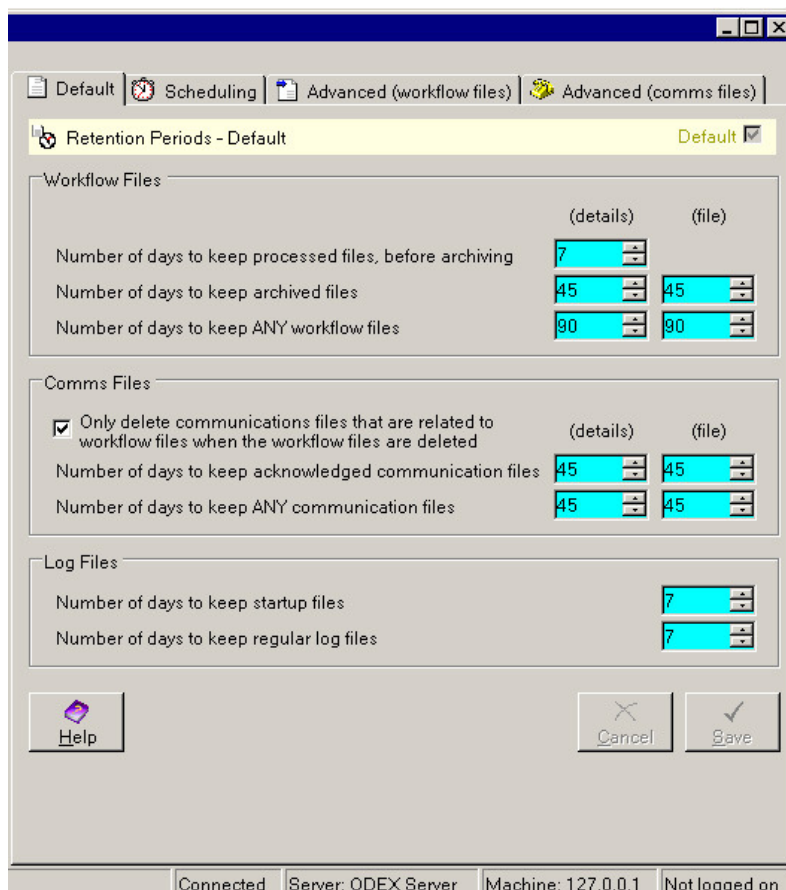 Default Scheduling Advanced (workflow files) Advanced (comms files)
Retention Periods - Default Default
Workflow Files
(details) (file)
Number of days to keep processed files, before archiving 7
Number of days to keep archived files 45 45
Number of days to keep ANY workflow files 90 90
Comms Files
Only delete communications files that are related to
workflow files when the workflow files are deleted
(details) (file)
Number of days to keep acknowledged communication files 45 45
Number of days to keep ANY communication files 45 45
Log Files
Number of days to keep startup files 7
Number of days to keep regular log files 7
Help Cancel Save
Connected Server: ODEX Server Machine: 127.0.0.1 Not logged on